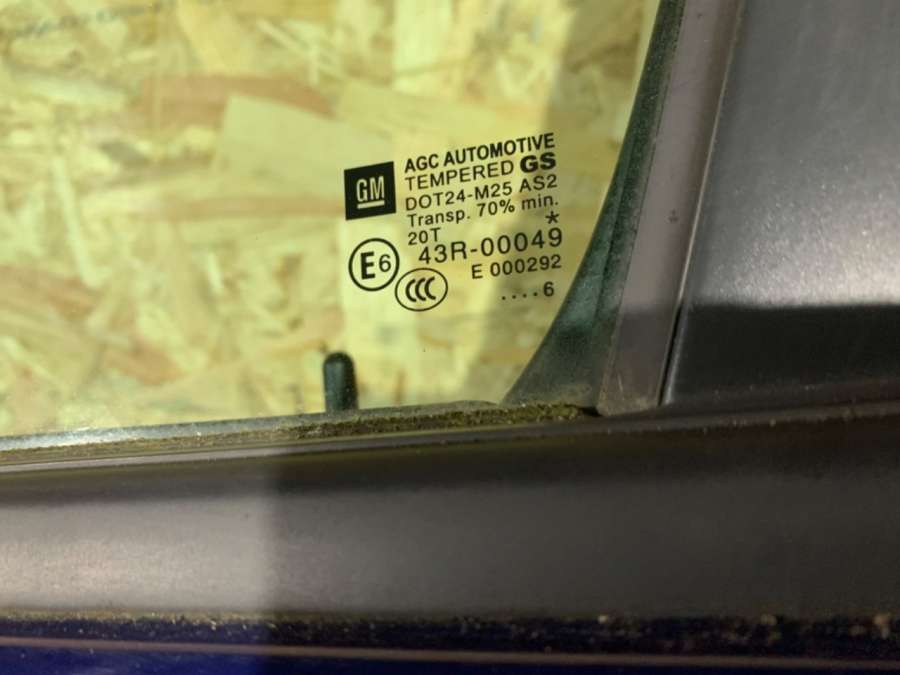 GM
AGC AUTOMOTIVE
TEMPERED GS
DOT24-M25 AS2
Transp. 70% min.
20T *
E6 43R-00049
CCC E 000292
....6